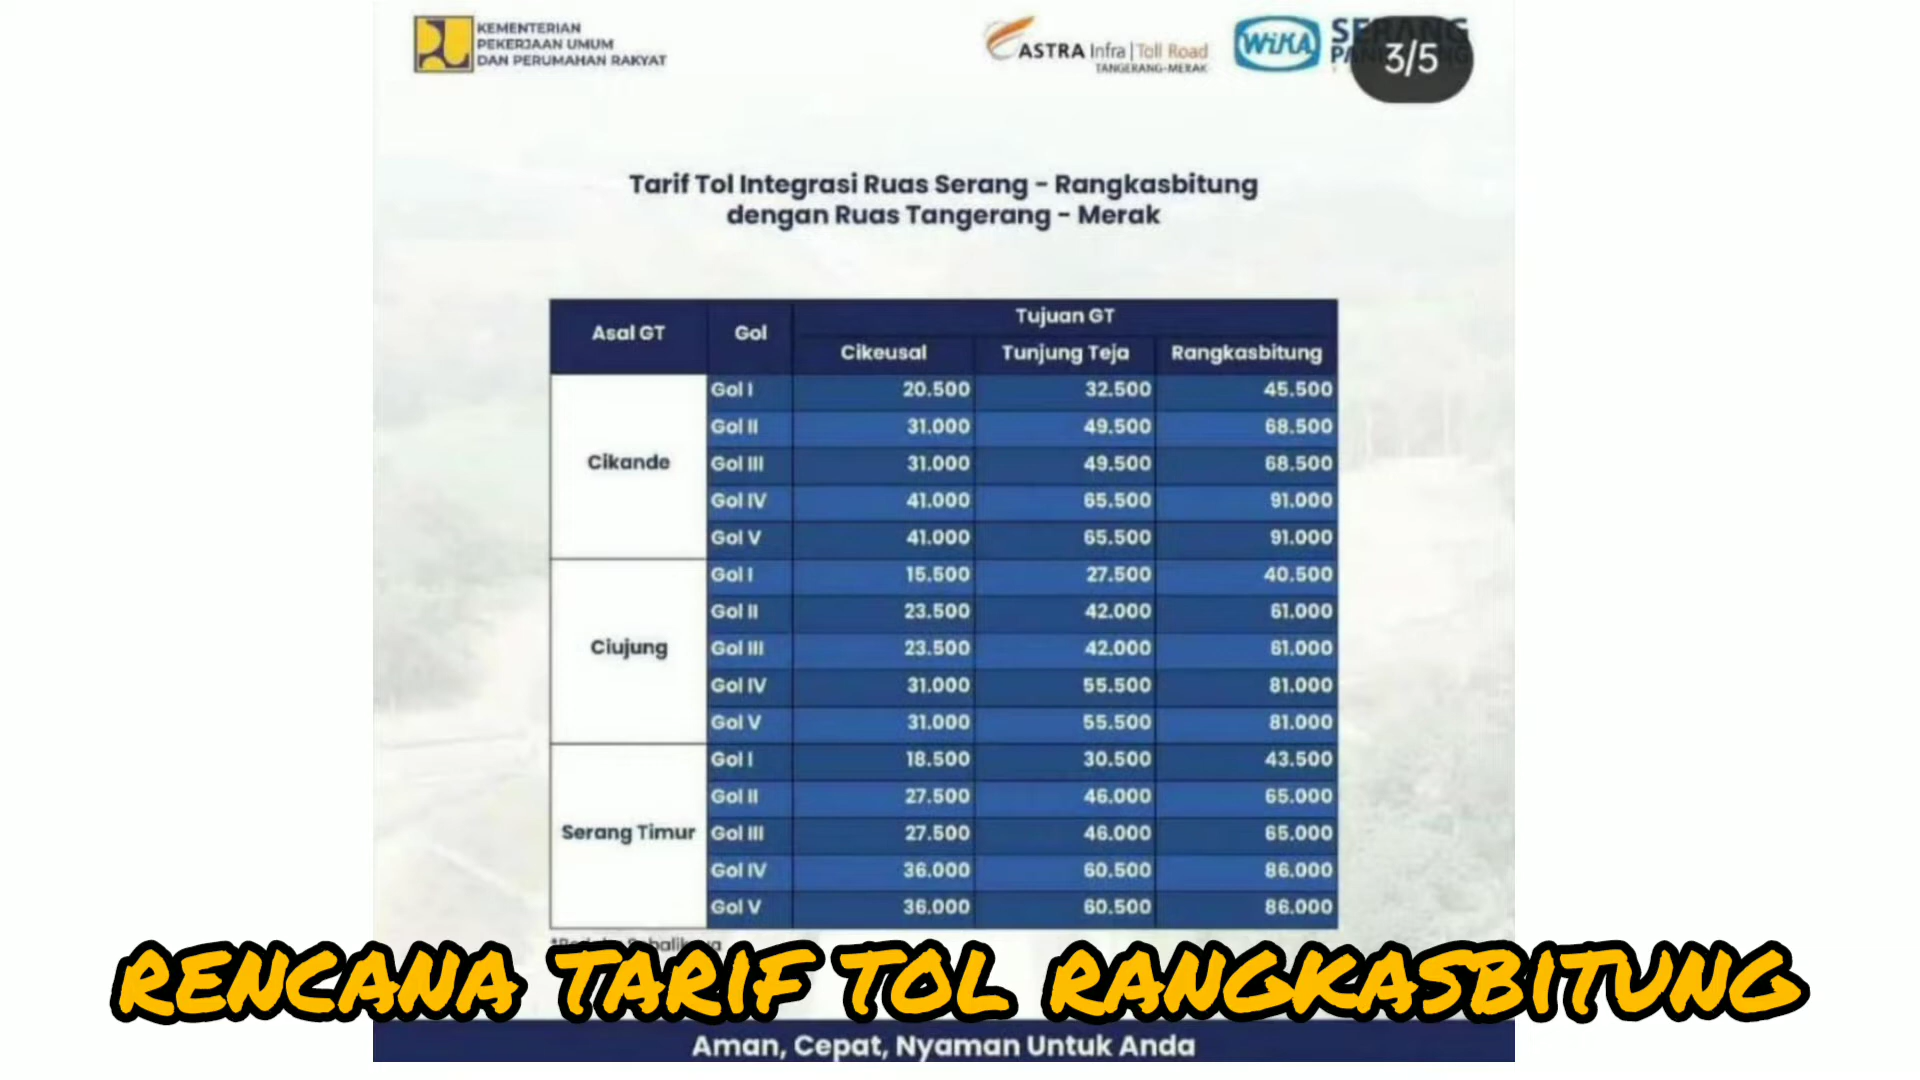 KEMENTERIAN
PEKERJAAN UMUM
DAN PERUMAHAN RAKYAT
ASTRA Infra | Toll Road
TANGERANG-MERAK
WIKA
SERANG
3/5
Tarif Tol Integrasi Ruas Serang - Rangkasbitung
dengan Ruas Tangerang - Merak
Asal GT Gol Tujuan GT
Cikeusal Tunjung Teja Rangkasbitung
Cikande
Gol I 20.500 32.500 45.500
Gol II 31.000 49.500 68.500
Gol III 31.000 49.500 68.500
Gol IV 41.000 65.500 91.000
Gol V 41.000 65.500 91.000
Ciujung
Gol I 15.500 27.500 40.500
Gol II 23.500 42.000 61.000
Gol III 23.500 42.000 61.000
Gol IV 31.000 55.500 81.000
Gol V 31.000 55.500 81.000
Serang Timur
Gol I 18.500 30.500 43.500
Gol II 27.500 46.000 65.000
Gol III 27.500 46.000 65.000
Gol IV 36.000 60.500 86.000
Gol V 36.000 60.500 86.000
RENCANA TARIF TOL RANGKASBITUNG
Aman, Cepat, Nyaman Untuk Anda